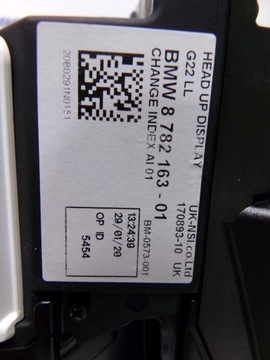 HEAD UP DISPLAY
G22 LL
BMW 8 782 163 - 01
CHANGE INDEX AI 01
UK-NSI.co.Ltd
170893-10 UK
BM-0573-001
20B0291N0151
13:24:39
29/01/20
OP ID
5454